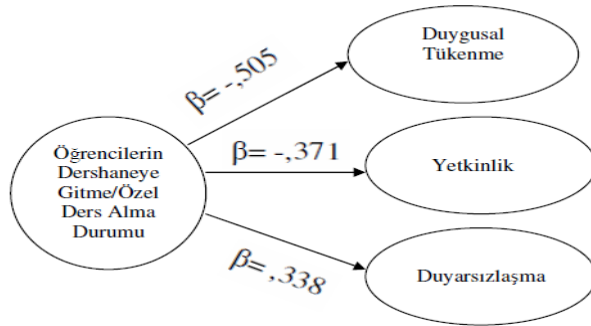 Duygusal
Tükenme
β= -,505
Öğrencilerin
Dershaneye
Gitme/Özel
Ders Alma
Durumu
β= -,371
Yetkinlik
β= ,338
Duyarsızlaşma